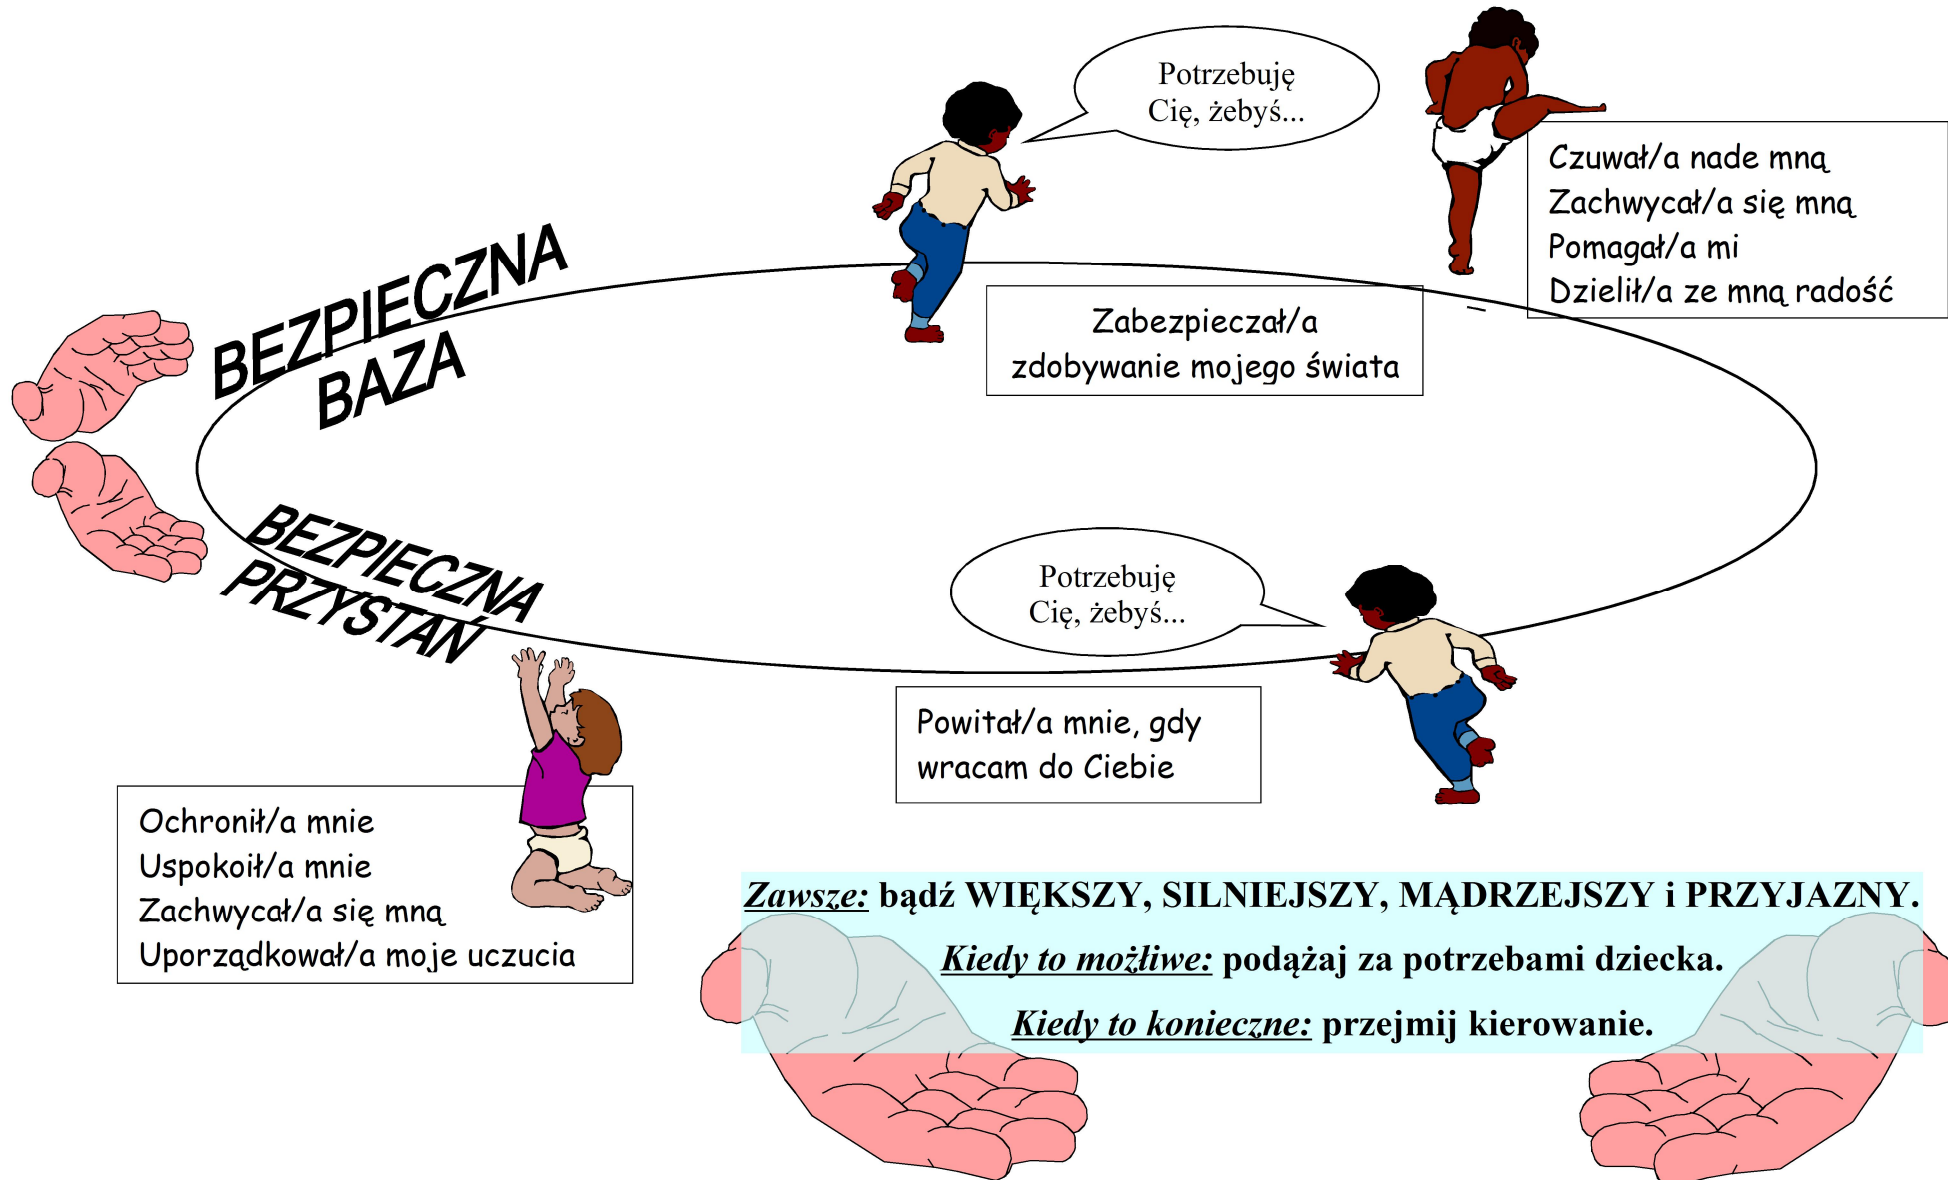 Potrzebuję
Cię, żebyś...
Czuwał/a nade mną
Zachwycał/a się mną
Pomagał/a mi
Dzielił/a ze mną radość
BEZPIECZNA
BAZA
Zabezpieczał/a
zdobywanie mojego świata
BEZPIECZNA
PRZYSTAŃ
Potrzebuję
Cię, żebyś...
Powitał/a mnie, gdy
wracam do Ciebie
Ochronił/a mnie
Uspokoił/a mnie
Zachwycał/a się mną
Uporządkował/a moje uczucia
Zawsze: bądź WIĘKSZY, SILNIEJSZY, MĄDRZEJSZY i PRZYJAZNY.
Kiedy to możliwe: podążaj za potrzebami dziecka.
Kiedy to konieczne: przejmij kierowanie.